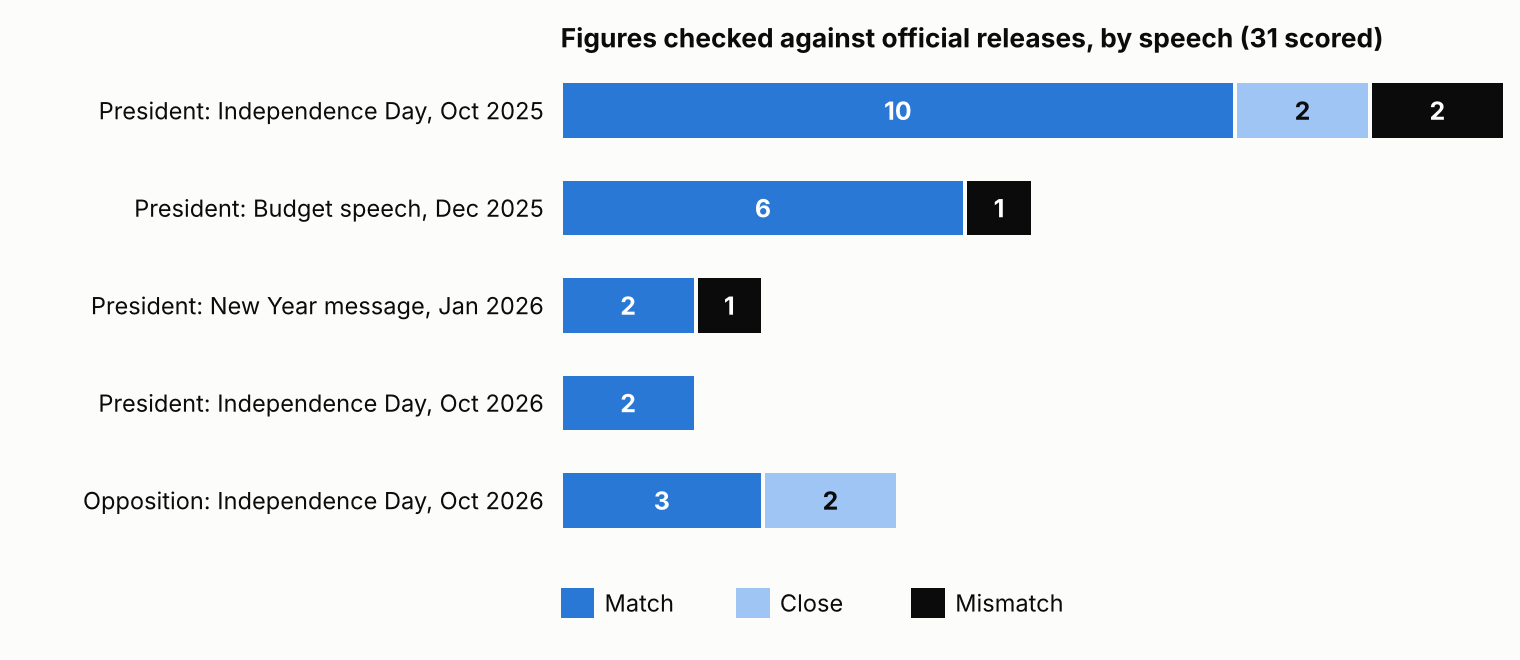 Figures checked against official releases, by speech (31 scored)
President: Independence Day, Oct 2025 10 2 2
President: Budget speech, Dec 2025 6 1
President: New Year message, Jan 2026 2 1
President: Independence Day, Oct 2026 2
Opposition: Independence Day, Oct 2026 3 2
Match Close Mismatch